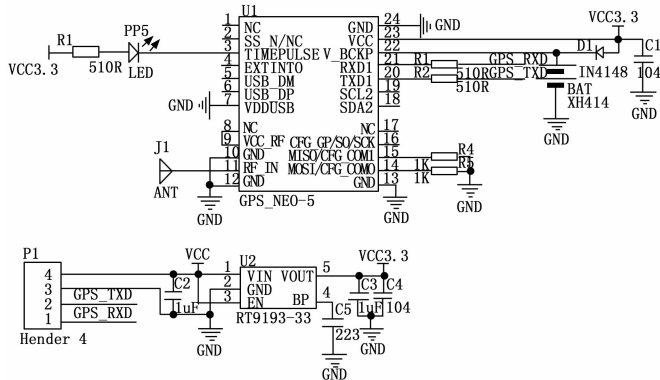 U1
1 NC GND 24 GND
2 SS_N/NC VCC 23 VCC3.3
R1 PP5 3 TIMEPULSE V_BCKP 22 D1 C1
VCC3.3 510R LED 4 EXTINT0 RXD1 21 R1 GPS_RXD IN4148 104
5 USB_DM TXD1 20 R2 510R GPS_TXD
6 USB_DP SCL2 19 510R BAT
GND 7 VDDUSB SDA2 18 XH414
GND GND
8 NC NC 17
9 VCC_RF CFG_GP/SO/SCK 16
J1 10 GND MISO/CFG_COM1 15 R4
11 RF_IN MOSI/CFG_COM0 14 1K R5
ANT 12 GND GND 13 1K
GND GPS_NEO-5 GND GND
P1 VCC U2 VCC3.3
4 1 VIN VOUT 5
3 C2 2 GND C3 C4
GPS_TXD 2 3 EN BP 4
GPS_RXD 1 1uF RT9193-33 C5 1uF 104
Hender 4 GND 223 GND
GND